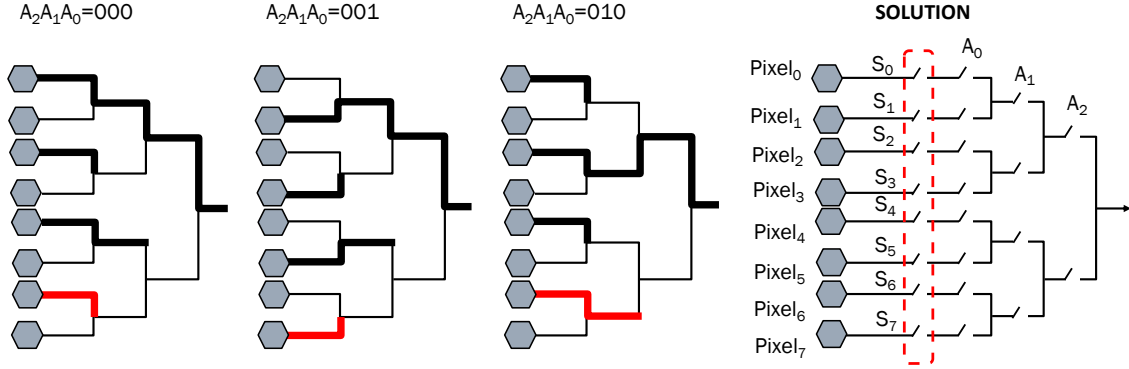 A₂A₁A₀=000
A₂A₁A₀=001
A₂A₁A₀=010
SOLUTION
A₀
A₁
A₂
Pixel₀
S₀
Pixel₁
S₁
Pixel₂
S₂
Pixel₃
S₃
Pixel₄
S₄
Pixel₅
S₅
Pixel₆
S₆
Pixel₇
S₇